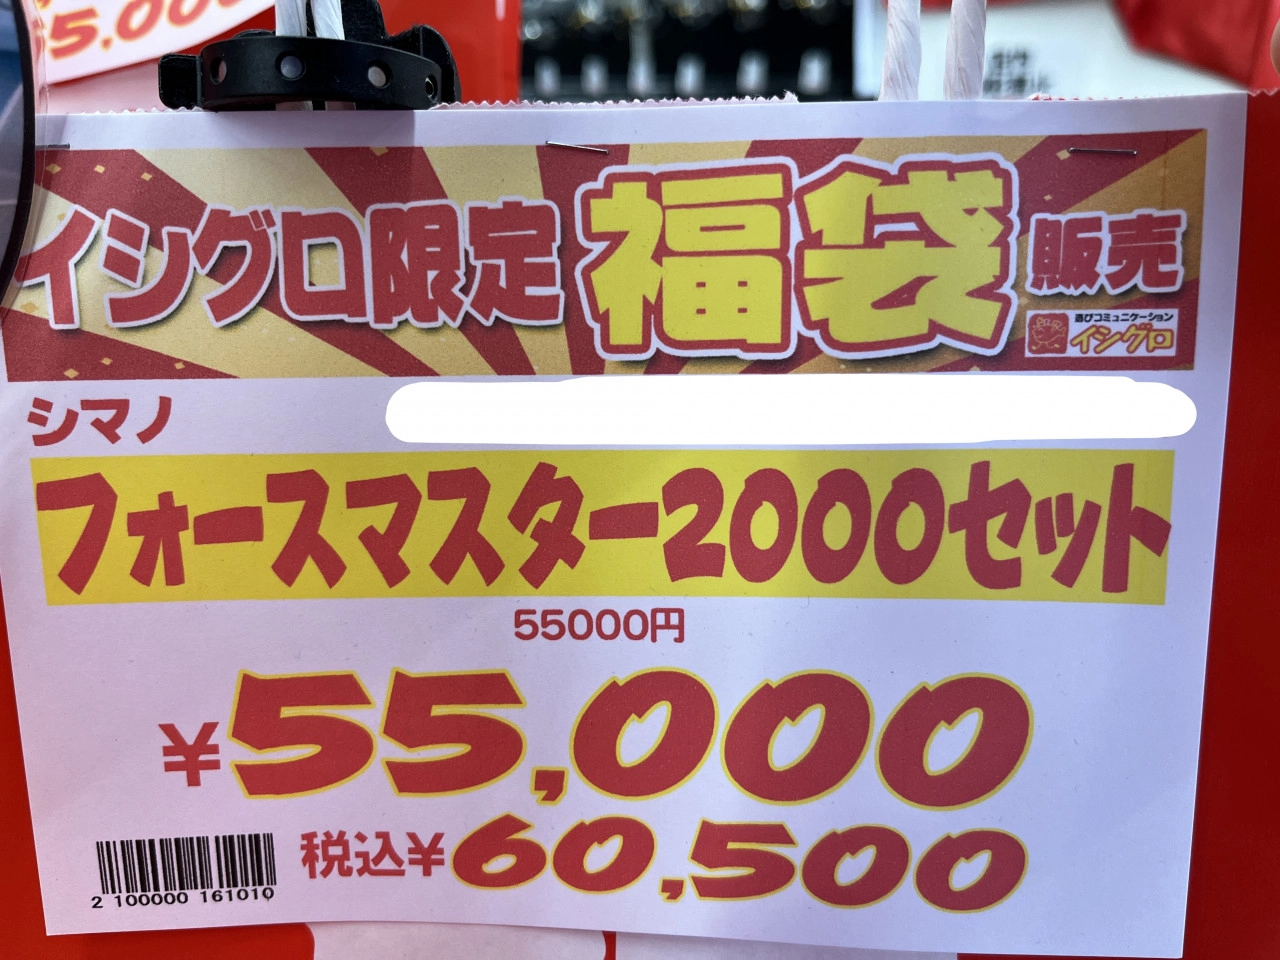 5,000
イシグロ限定 福袋 販売
遊びコミュニケーション
イシグロ
シマノ
フォースマスター2000セット
55000円
¥55,000
税込¥60,500
2 100000 161010